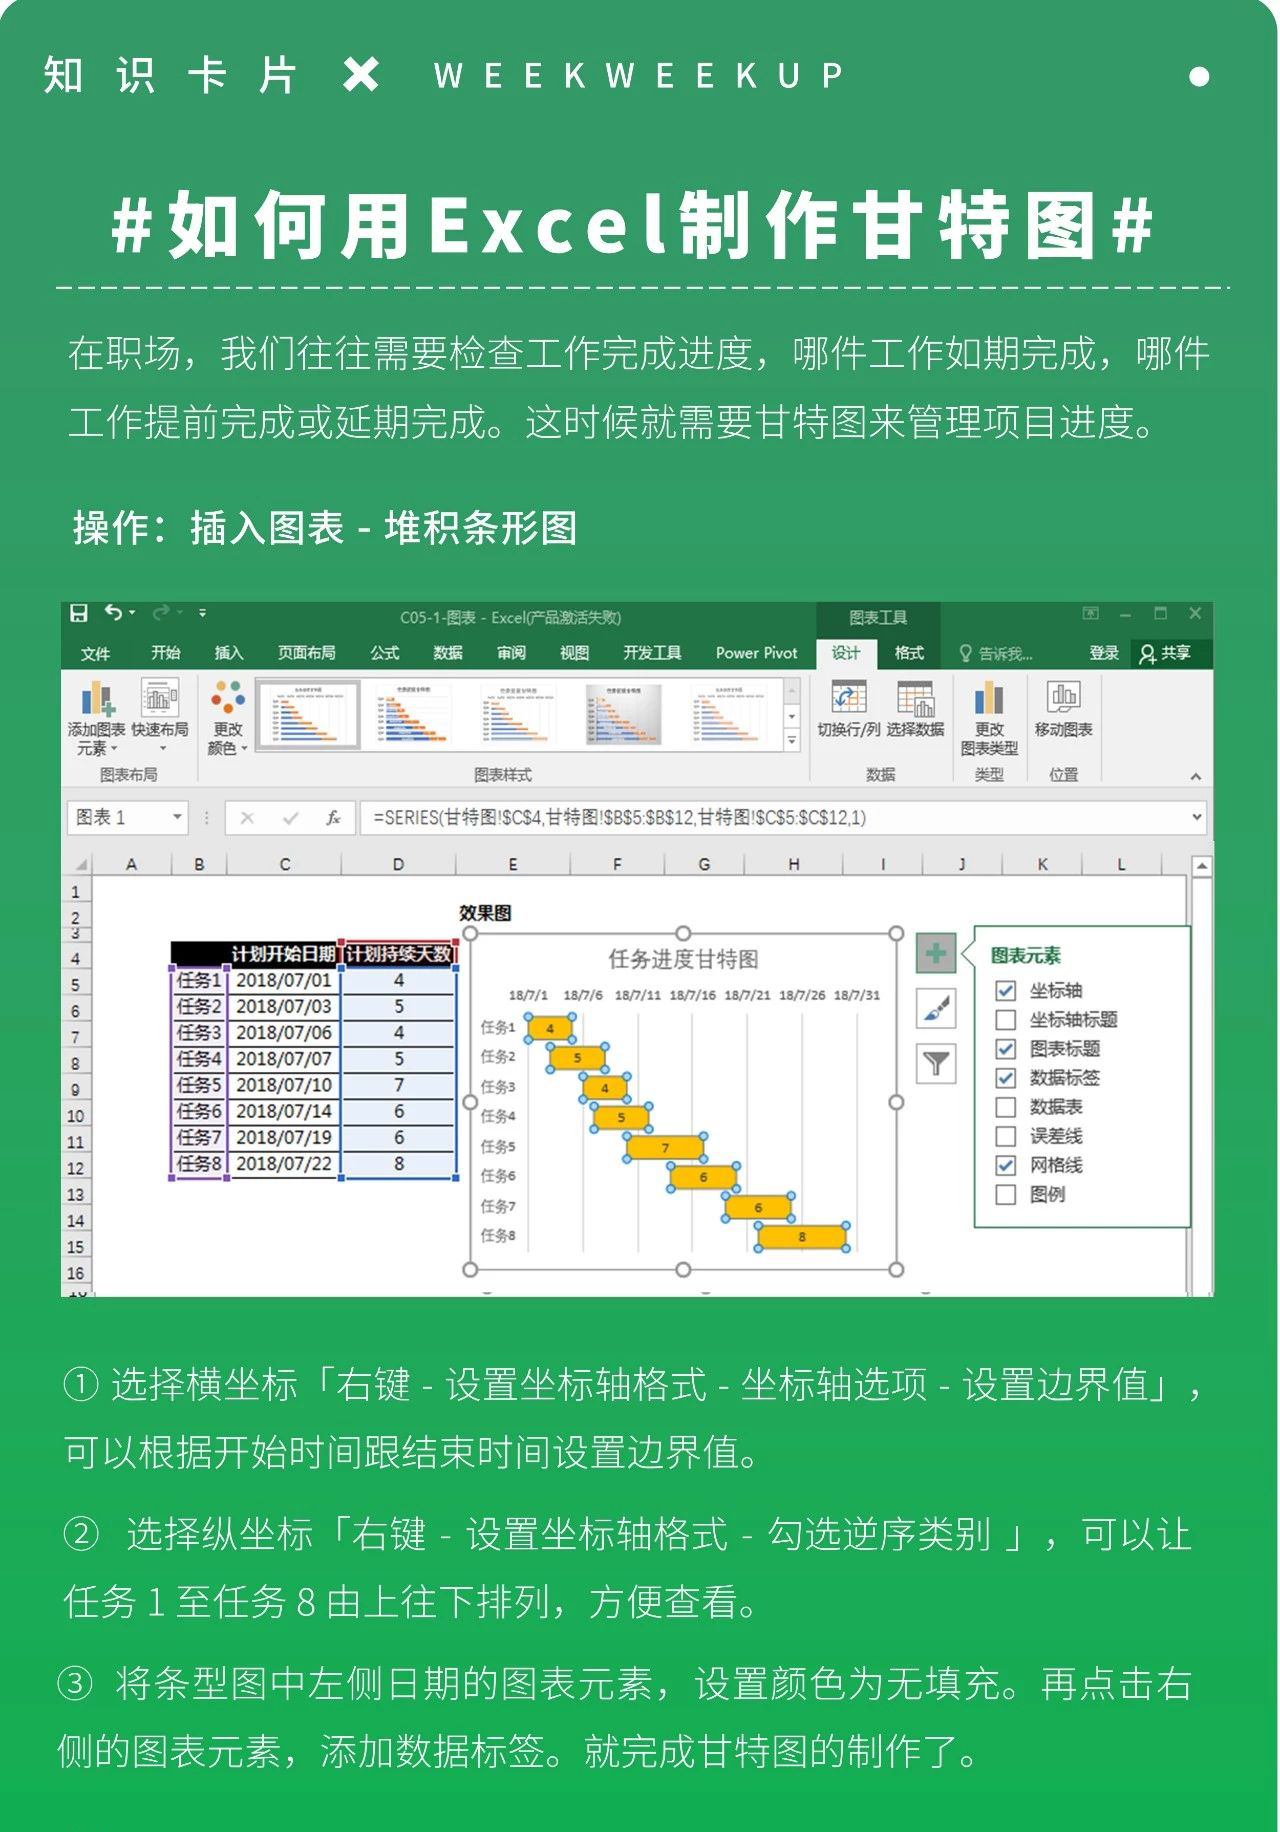 知识卡片 ✖ WEEKWEEKUP
#如何用Excel制作甘特图#
在职场，我们往往需要检查工作完成进度，哪件工作如期完成，哪件
工作提前完成或延期完成。这时候就需要甘特图来管理项目进度。
操作：插入图表 - 堆积条形图
C05-1-图表 - Excel(产品激活失败) 图表工具
文件 开始 插入 页面布局 公式 数据 审阅 视图 开发工具 Power Pivot 设计 格式 告诉我... 登录 共享
添加图表元素 快速布局 更改颜色 切换行/列 选择数据 更改图表类型 移动图表
图表布局 图表样式 数据 类型 位置
图表 1 fx =SERIES(甘特图!$C$4,甘特图!$B$5:$B$12,甘特图!$C$5:$C$12,1)
A B C D E F G H I J K L
1
2 效果图
3
4 计划开始日期 计划持续天数
5 任务1 2018/07/01 4
6 任务2 2018/07/03 5
7 任务3 2018/07/06 4
8 任务4 2018/07/07 5
9 任务5 2018/07/10 7
10 任务6 2018/07/14 6
11 任务7 2018/07/19 6
12 任务8 2018/07/22 8
13
14
15
16
任务进度甘特图
18/7/1 18/7/6 18/7/11 18/7/16 18/7/21 18/7/26 18/7/31
任务1 4
任务2 5
任务3 4
任务4 5
任务5 7
任务6 6
任务7 6
任务8 8
图表元素
坐标轴
坐标轴标题
图表标题
数据标签
数据表
误差线
网格线
图例
① 选择横坐标「右键 - 设置坐标轴格式 - 坐标轴选项 - 设置边界值」，
可以根据开始时间跟结束时间设置边界值。
② 选择纵坐标「右键 - 设置坐标轴格式 - 勾选逆序类别 」，可以让
任务 1 至任务 8 由上往下排列，方便查看。
③ 将条型图中左侧日期的图表元素，设置颜色为无填充。再点击右
侧的图表元素，添加数据标签。就完成甘特图的制作了。